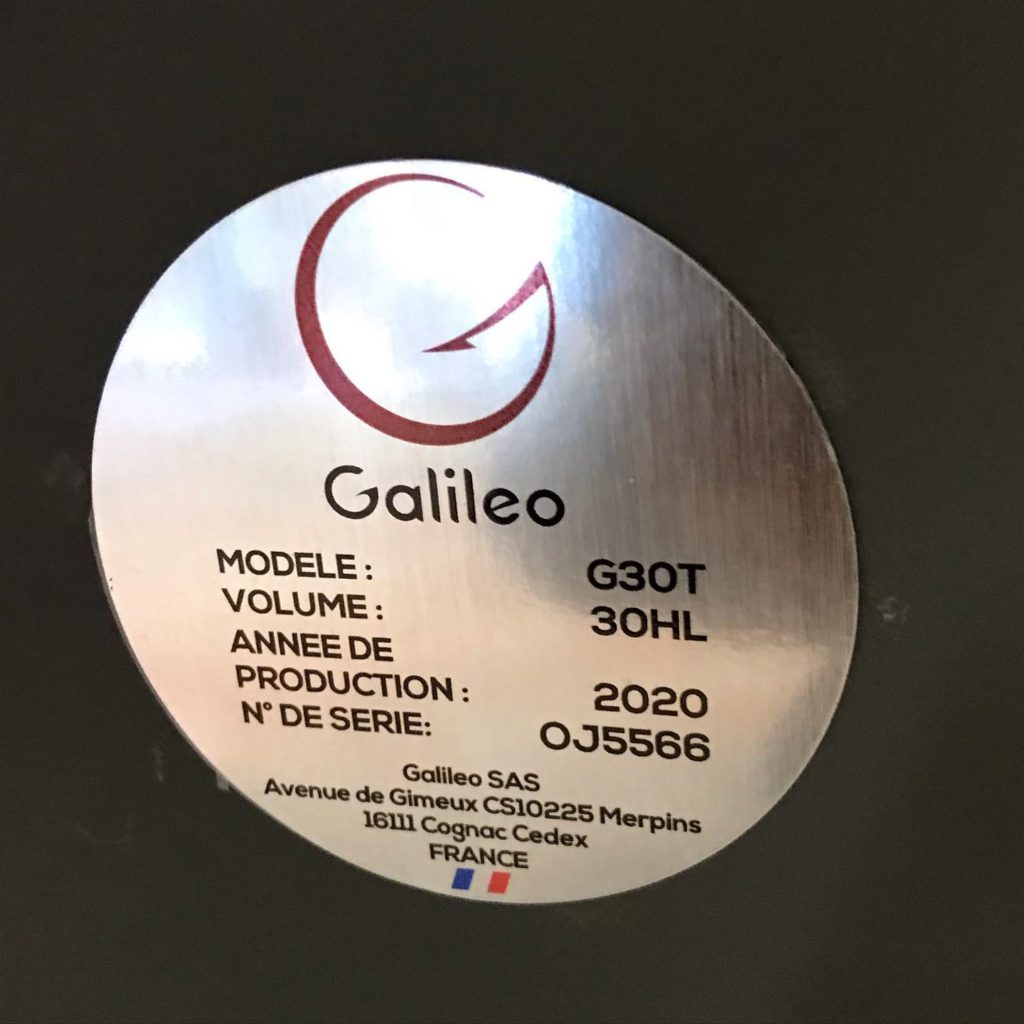 Galileo
MODELE : G30T
VOLUME : 30HL
ANNEE DE
PRODUCTION : 2020
N° DE SERIE: OJ5566
Galileo SAS
Avenue de Gimeux CS10225 Merpins
16111 Cognac Cedex
FRANCE